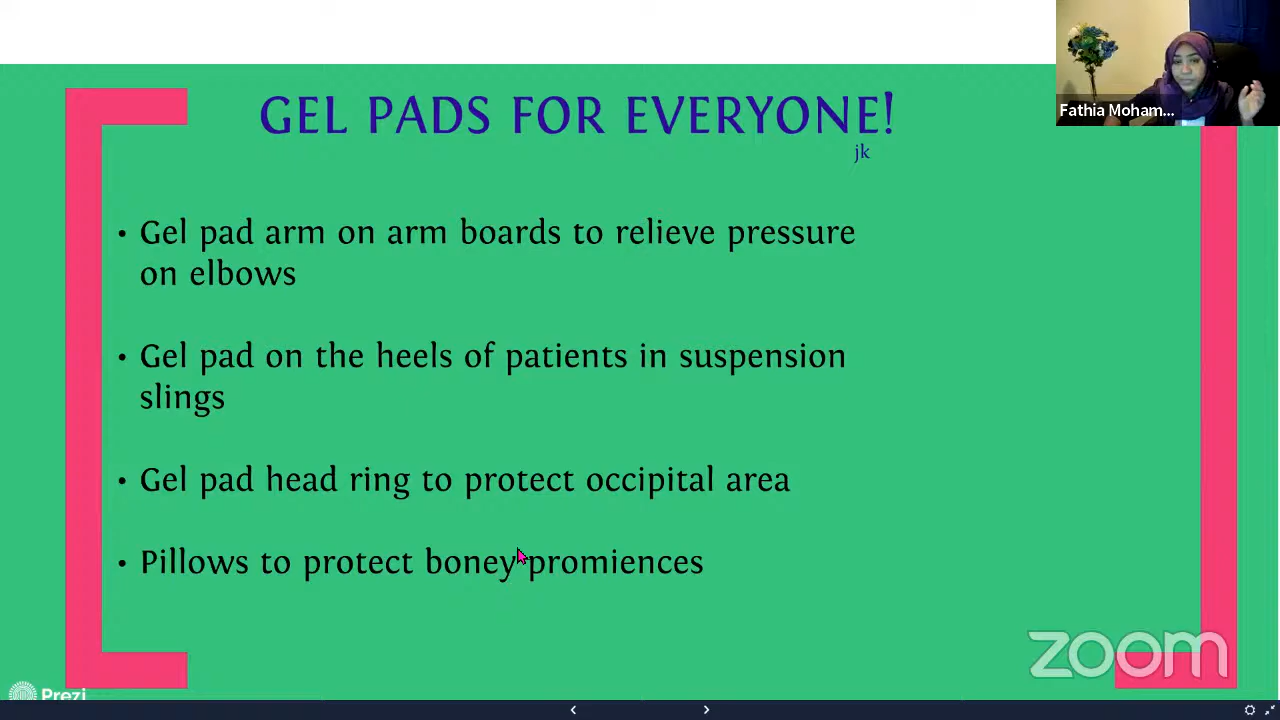 GEL PADS FOR EVERYONE!
jk
Fathia Moham...
• Gel pad arm on arm boards to relieve pressure
on elbows
• Gel pad on the heels of patients in suspension
slings
• Gel pad head ring to protect occipital area
• Pillows to protect boney promiences
zoom
Prezi